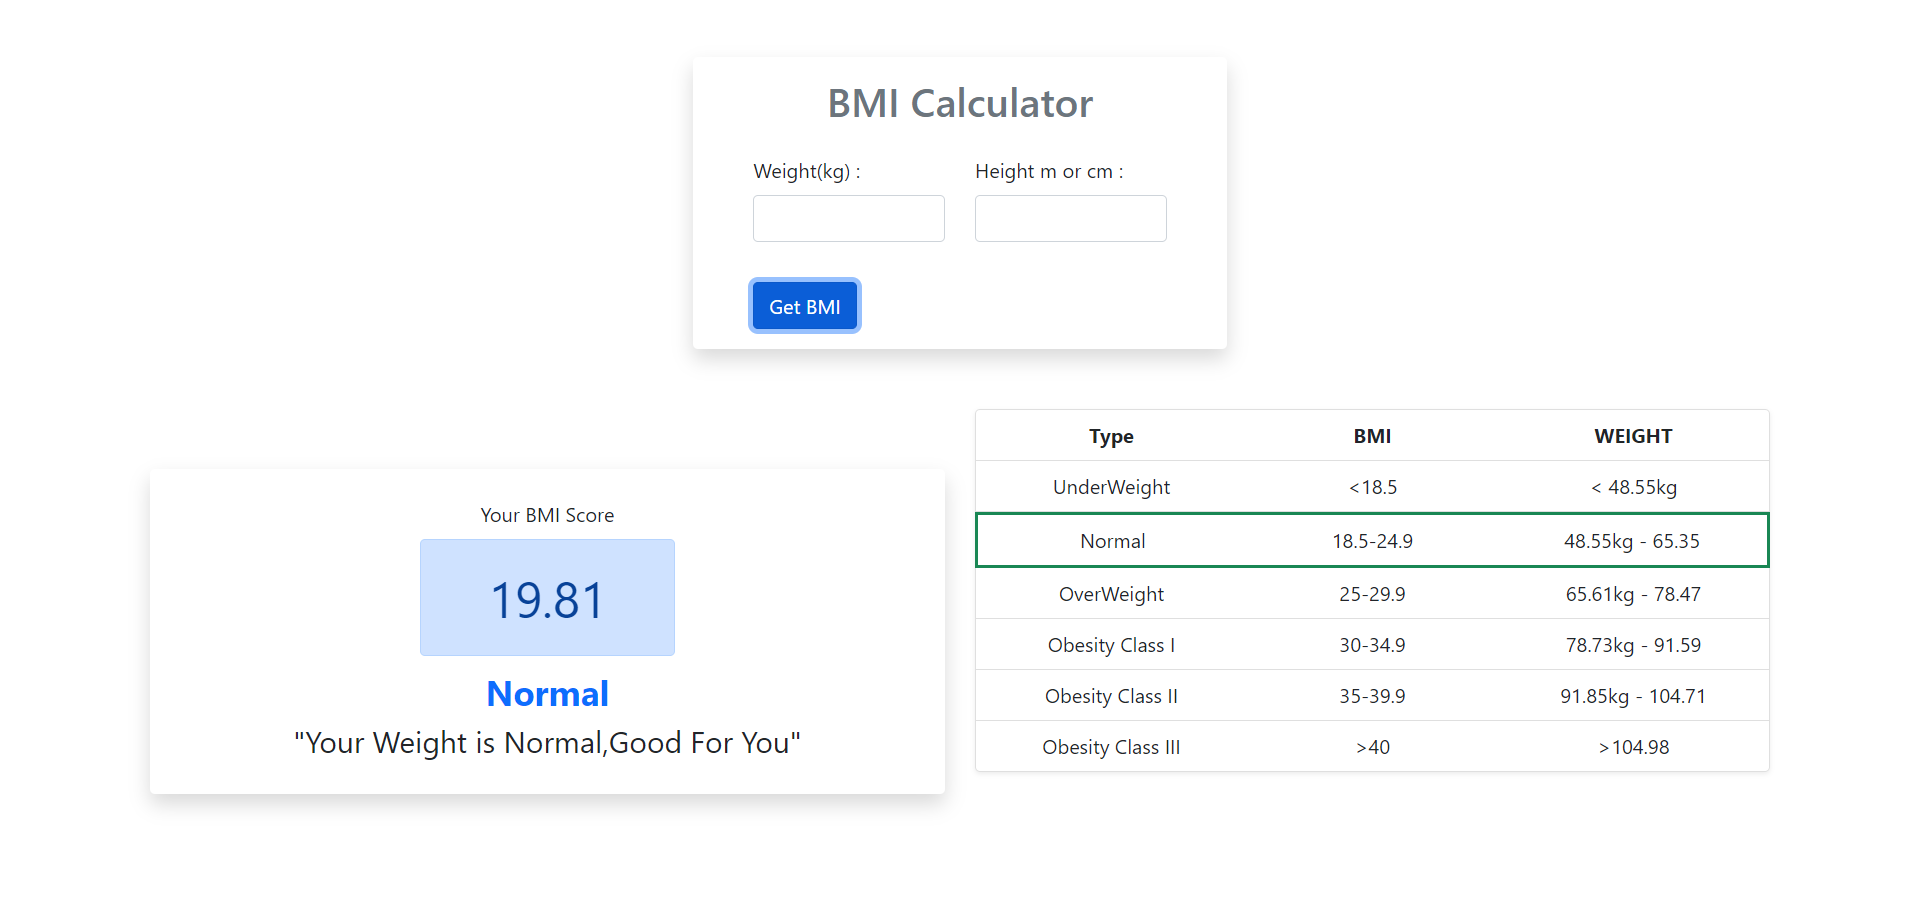 BMI Calculator
Weight(kg) : Height m or cm :
Get BMI
Your BMI Score
19.81
Normal
"Your Weight is Normal,Good For You"
Type BMI WEIGHT
UnderWeight <18.5 < 48.55kg
Normal 18.5-24.9 48.55kg - 65.35
OverWeight 25-29.9 65.61kg - 78.47
Obesity Class I 30-34.9 78.73kg - 91.59
Obesity Class II 35-39.9 91.85kg - 104.71
Obesity Class III >40 >104.98